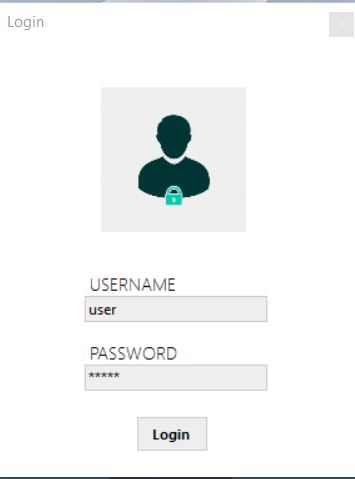 Login
×
USERNAME
user
PASSWORD
*****
Login